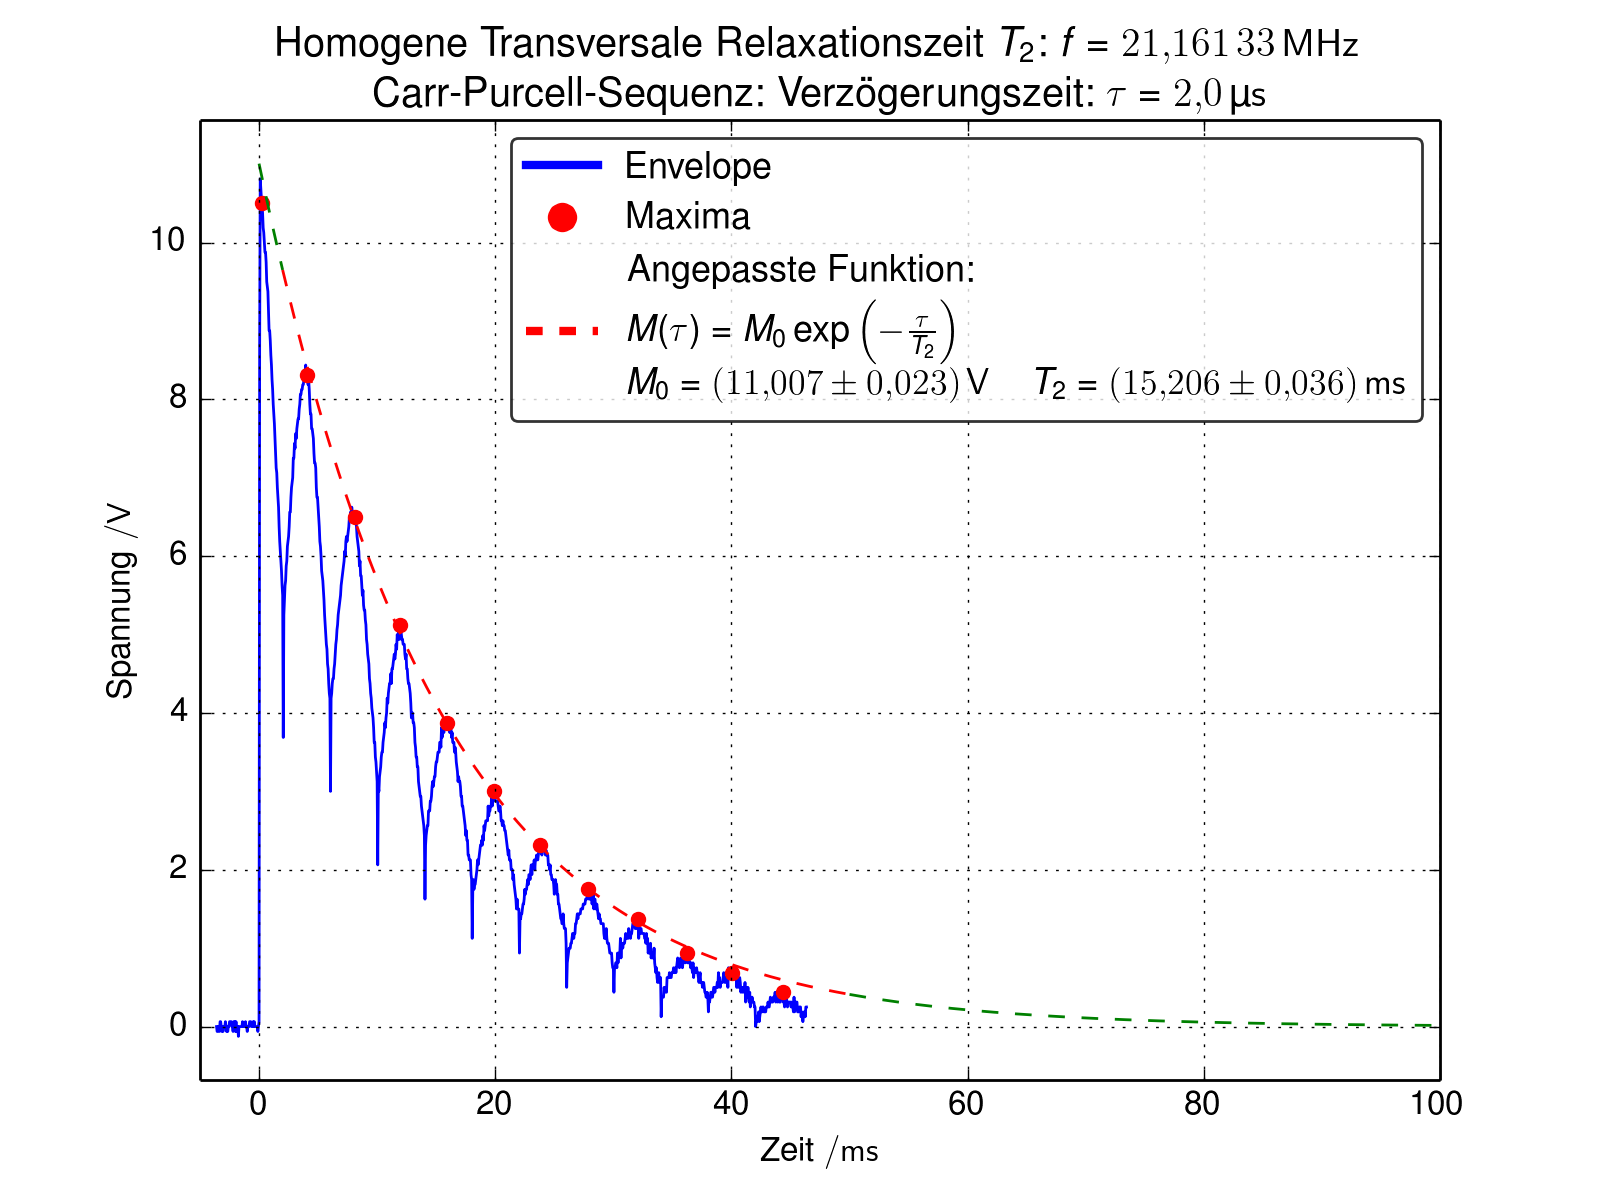 Homogene Transversale Relaxationszeit T₂: f = 21,161 33 MHz
Carr-Purcell-Sequenz: Verzögerungszeit: τ = 2,0 µs
Envelope
Maxima
Angepasste Funktion:
M(τ) = M₀ exp(−τ/T₂)
M₀ = (11,007 ± 0,023) V T₂ = (15,206 ± 0,036) ms
Spannung /V
10
8
6
4
2
0
0 20 40 60 80 100
Zeit /ms